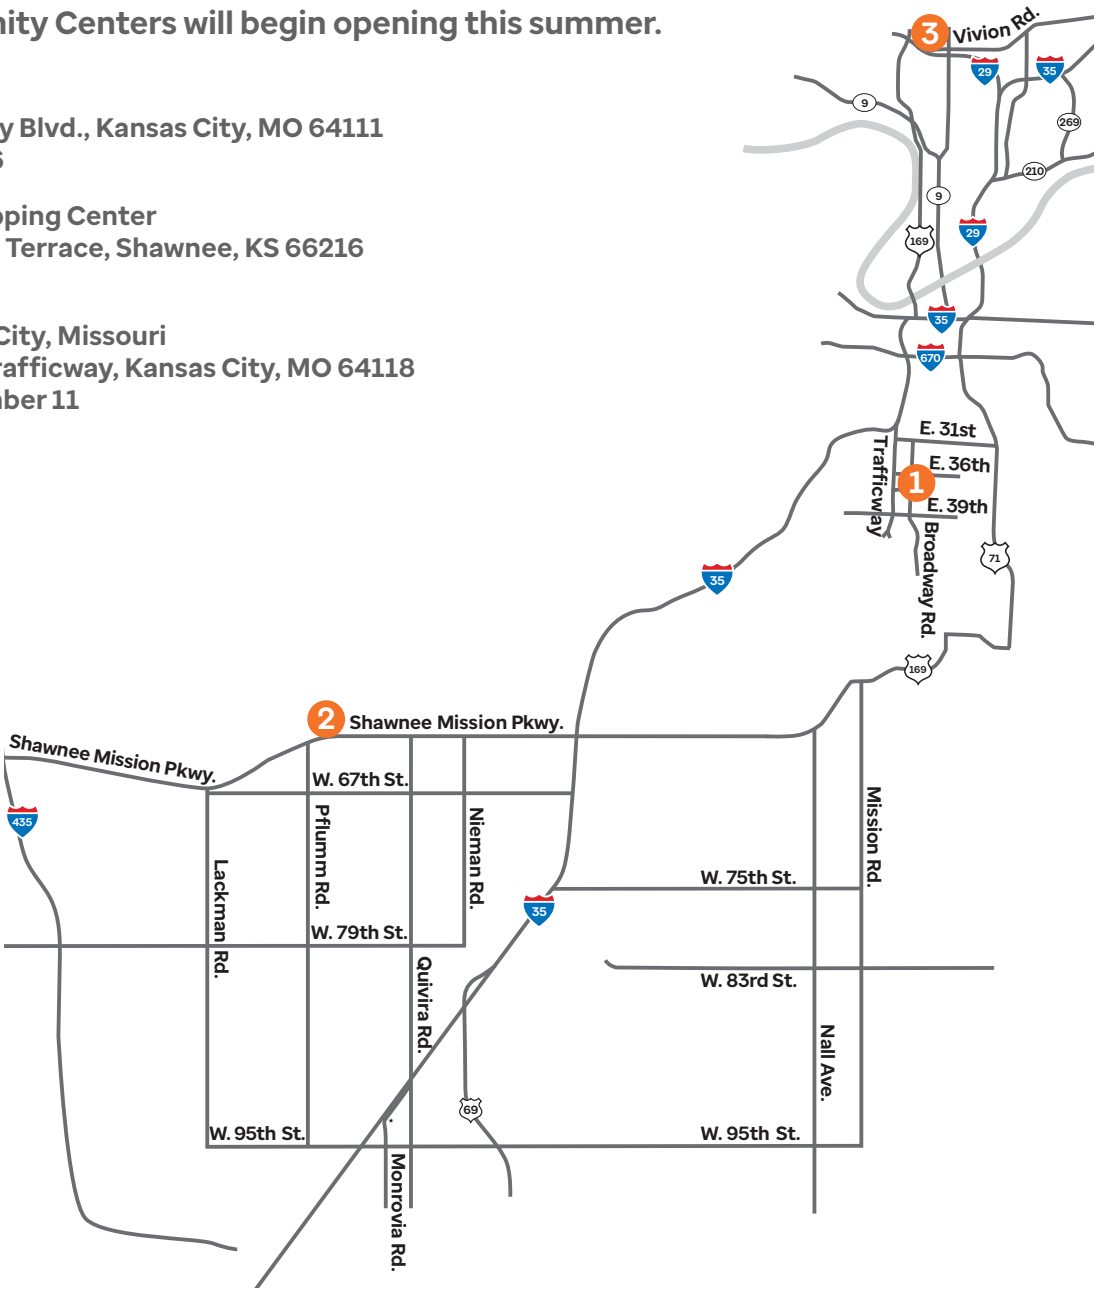 nity Centers will begin opening this summer.
y Blvd., Kansas City, MO 64111
pping Center
Terrace, Shawnee, KS 66216
City, Missouri
rafficway, Kansas City, MO 64118
ber 11
3
Vivion Rd.
29
35
9
269
210
9
169
29
35
670
E. 31st
Trafficway
E. 36th
1
E. 39th
Broadway Rd.
71
35
169
2
Shawnee Mission Pkwy.
Shawnee Mission Pkwy.
W. 67th St.
435
Pflumm Rd.
Nieman Rd.
Mission Rd.
Lackman Rd.
W. 75th St.
35
W. 79th St.
Quivira Rd.
W. 83rd St.
Nall Ave.
69
W. 95th St.
W. 95th St.
Monrovia Rd.